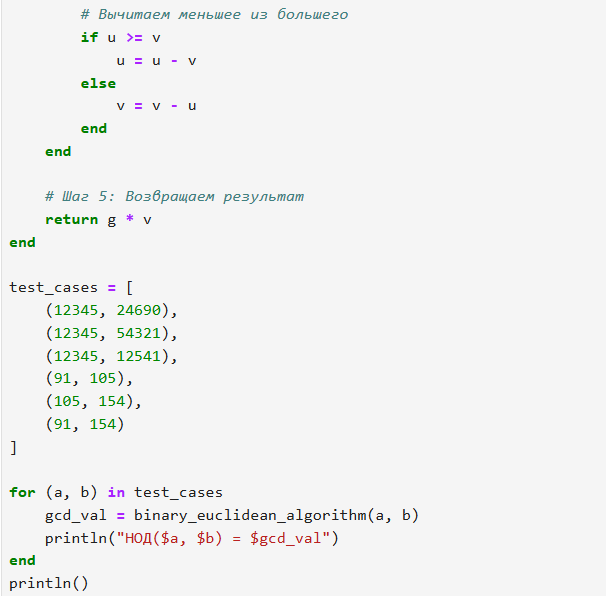 # Вычитаем меньшее из большего
        if u >= v
            u = u - v
        else
            v = v - u
        end
    end

    # Шаг 5: Возвращаем результат
    return g * v
end

test_cases = [
    (12345, 24690),
    (12345, 54321),
    (12345, 12541),
    (91, 105),
    (105, 154),
    (91, 154)
]

for (a, b) in test_cases
    gcd_val = binary_euclidean_algorithm(a, b)
    println("НОД($a, $b) = $gcd_val")
end
println()